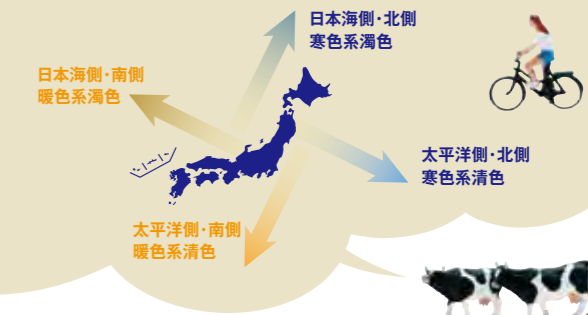 日本海側･北側
寒色系濁色
日本海側･南側
暖色系濁色
太平洋側･北側
寒色系清色
太平洋側･南側
暖色系清色